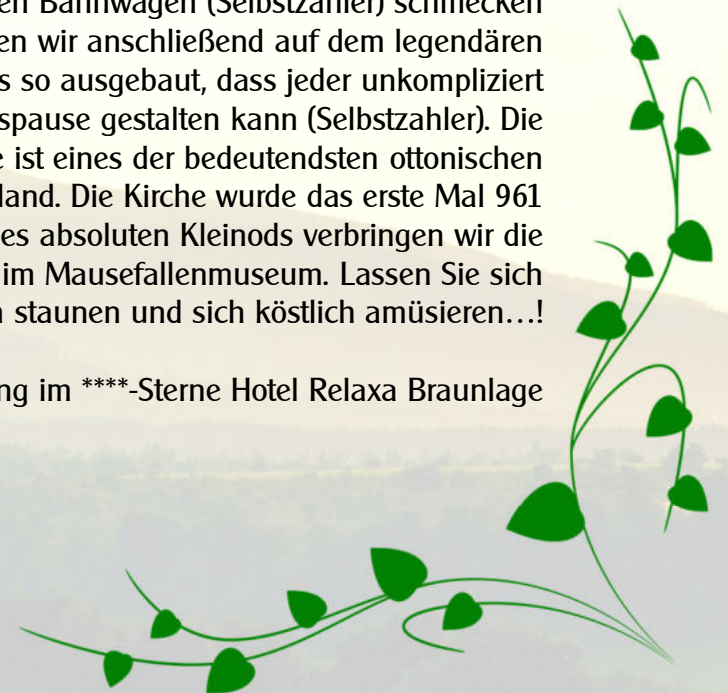 en Bahnwagen (Selbstzahler) schmecken
en wir anschließend auf dem legendären
s so ausgebaut, dass jeder unkompliziert
spause gestalten kann (Selbstzahler). Die
e ist eines der bedeutendsten ottonischen
land. Die Kirche wurde das erste Mal 961
es absoluten Kleinods verbringen wir die
im Mausefallenmuseum. Lassen Sie sich
n staunen und sich köstlich amüsieren…!
ng im ****-Sterne Hotel Relaxa Braunlage